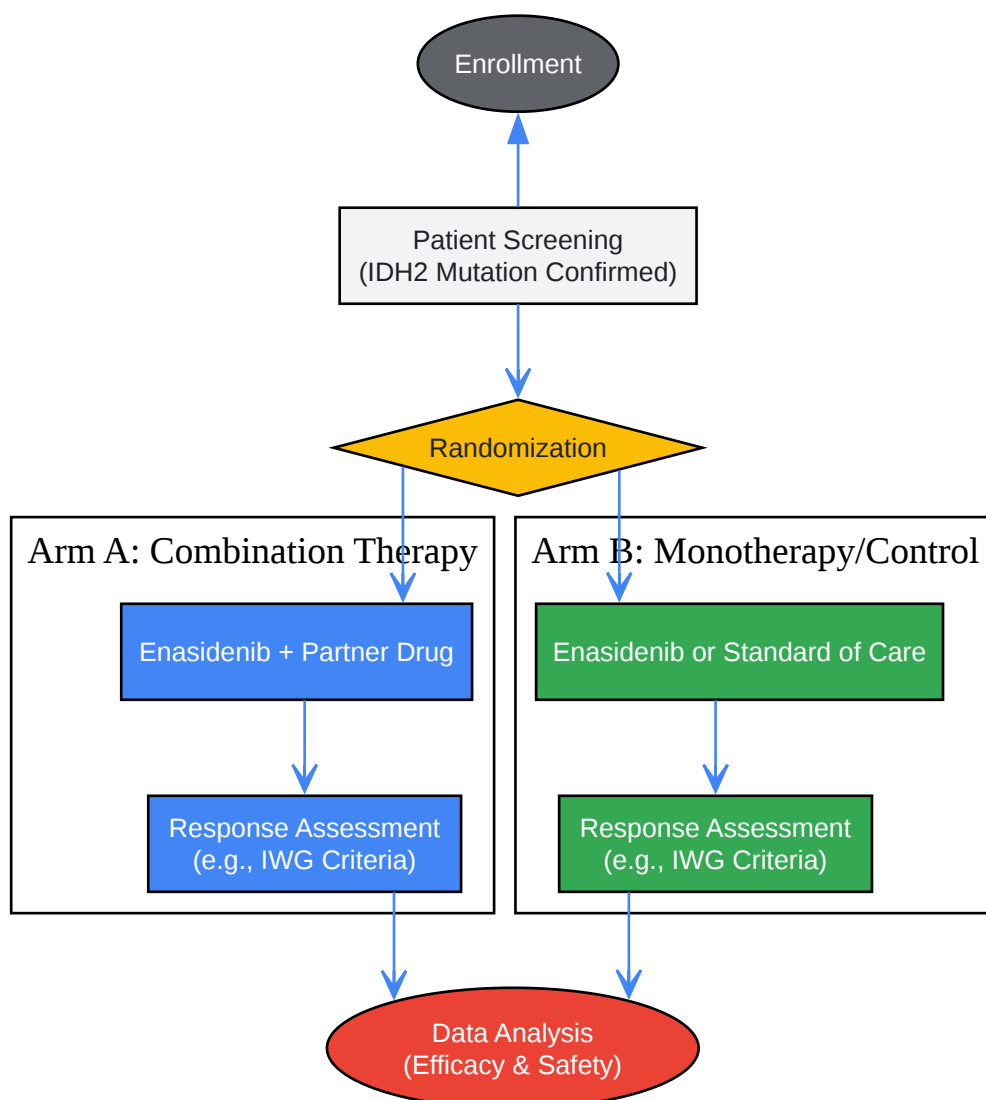 Enrollment
Patient Screening
(IDH2 Mutation Confirmed)
Randomization
Arm A: Combination Therapy
Enasidenib + Partner Drug
Response Assessment
(e.g., IWG Criteria)
Arm B: Monotherapy/Control
Enasidenib or Standard of Care
Response Assessment
(e.g., IWG Criteria)
Data Analysis
(Efficacy & Safety)